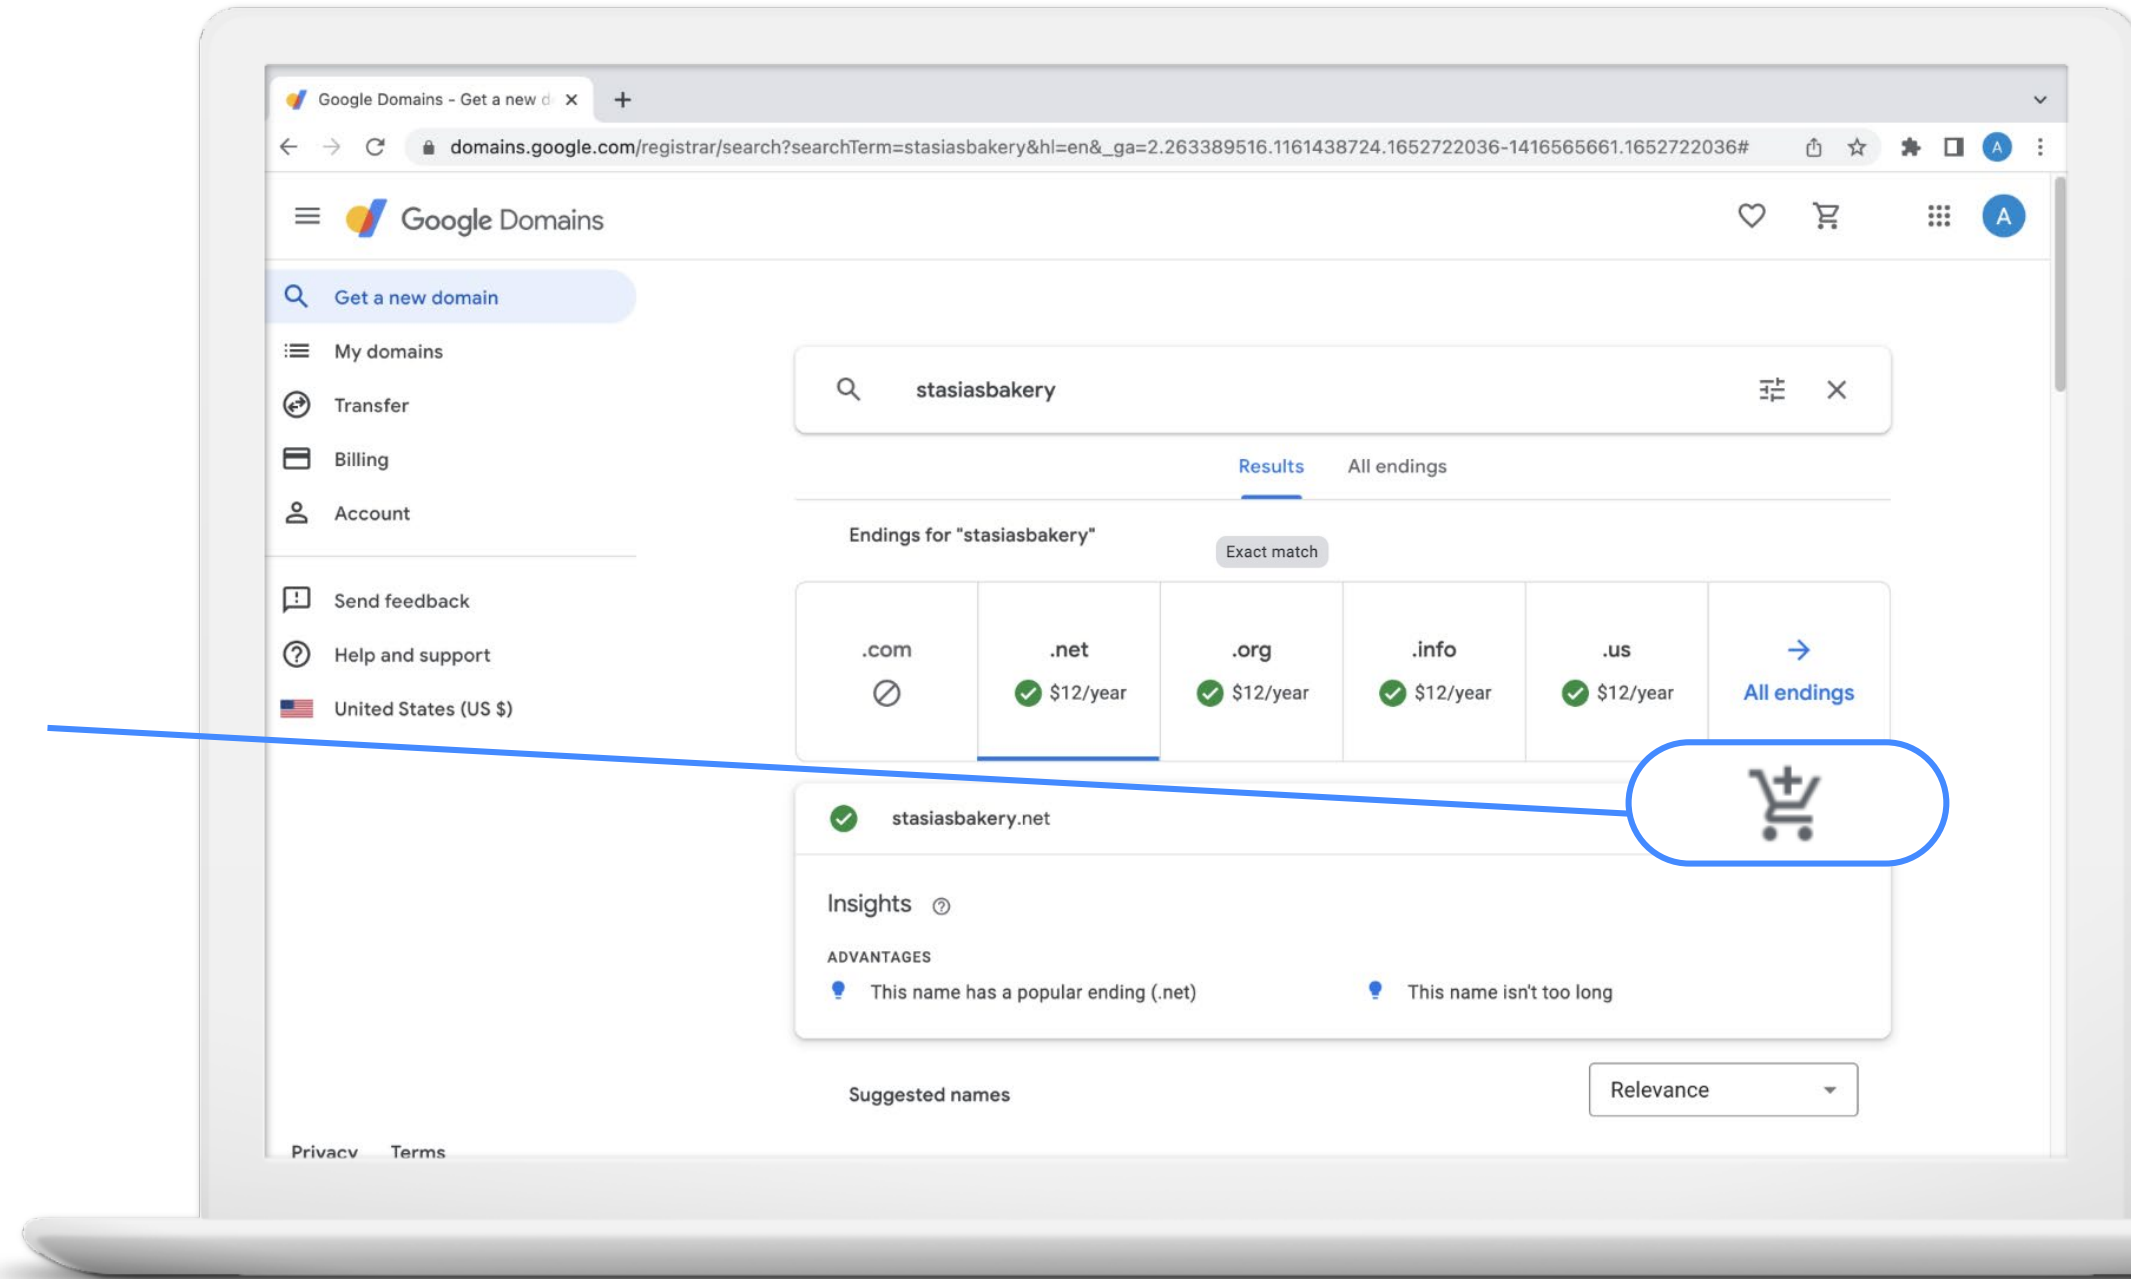 Google Domains - Get a new d
domains.google.com/registrar/search?searchTerm=stasiasbakery&hl=en&_ga=2.263389516.1161438724.1652722036-1416565661.1652722036#
A
Google Domains
A
Get a new domain
My domains
Transfer
Billing
Account
Send feedback
Help and support
United States (US $)
Privacy Terms
stasiasbakery
Results All endings
Endings for "stasiasbakery"
Exact match
.com .net .org .info .us
$12/year $12/year $12/year $12/year All endings
stasiasbakery.net
Insights
ADVANTAGES
This name has a popular ending (.net) This name isn't too long
Suggested names Relevance